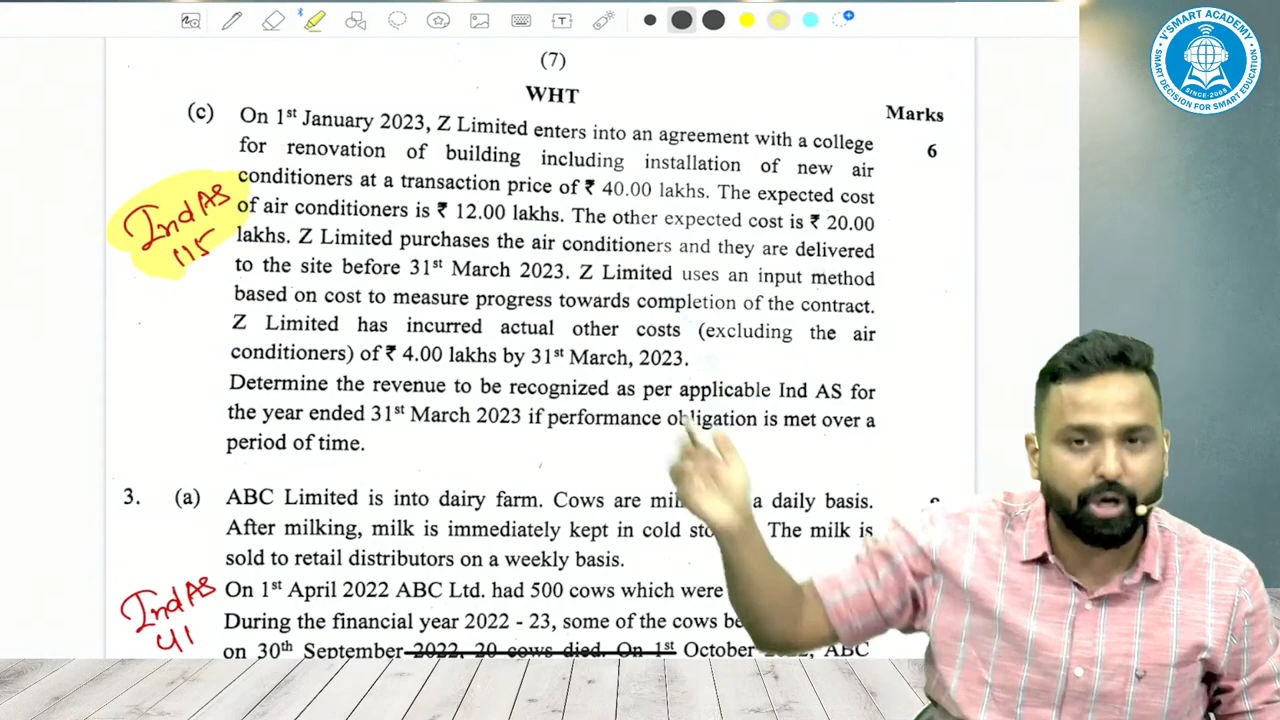 (7)
WHT
Marks
(c) On 1st January 2023, Z Limited enters into an agreement with a college 6
for renovation of building including installation of new air
conditioners at a transaction price of ₹ 40.00 lakhs. The expected cost
of air conditioners is ₹ 12.00 lakhs. The other expected cost is ₹ 20.00
lakhs. Z Limited purchases the air conditioners and they are delivered
to the site before 31st March 2023. Z Limited uses an input method
based on cost to measure progress towards completion of the contract.
Z Limited has incurred actual other costs (excluding the air
conditioners) of ₹ 4.00 lakhs by 31st March, 2023.
Determine the revenue to be recognized as per applicable Ind AS for
the year ended 31st March 2023 if performance obligation is met over a
period of time.
Ind AS
115
3. (a) ABC Limited is into dairy farm. Cows are a daily basis.
After milking, milk is immediately kept in cold The milk is
sold to retail distributors on a weekly basis.
On 1st April 2022 ABC Ltd. had 500 cows which were
During the financial year 2022 - 23, some of the cows
on 30th September 2022, 20 cows died. On 1st October ABC
Ind AS
41
V'SMART ACADEMY
SMART DECISION FOR SMART EDUCATION
SINCE-2005